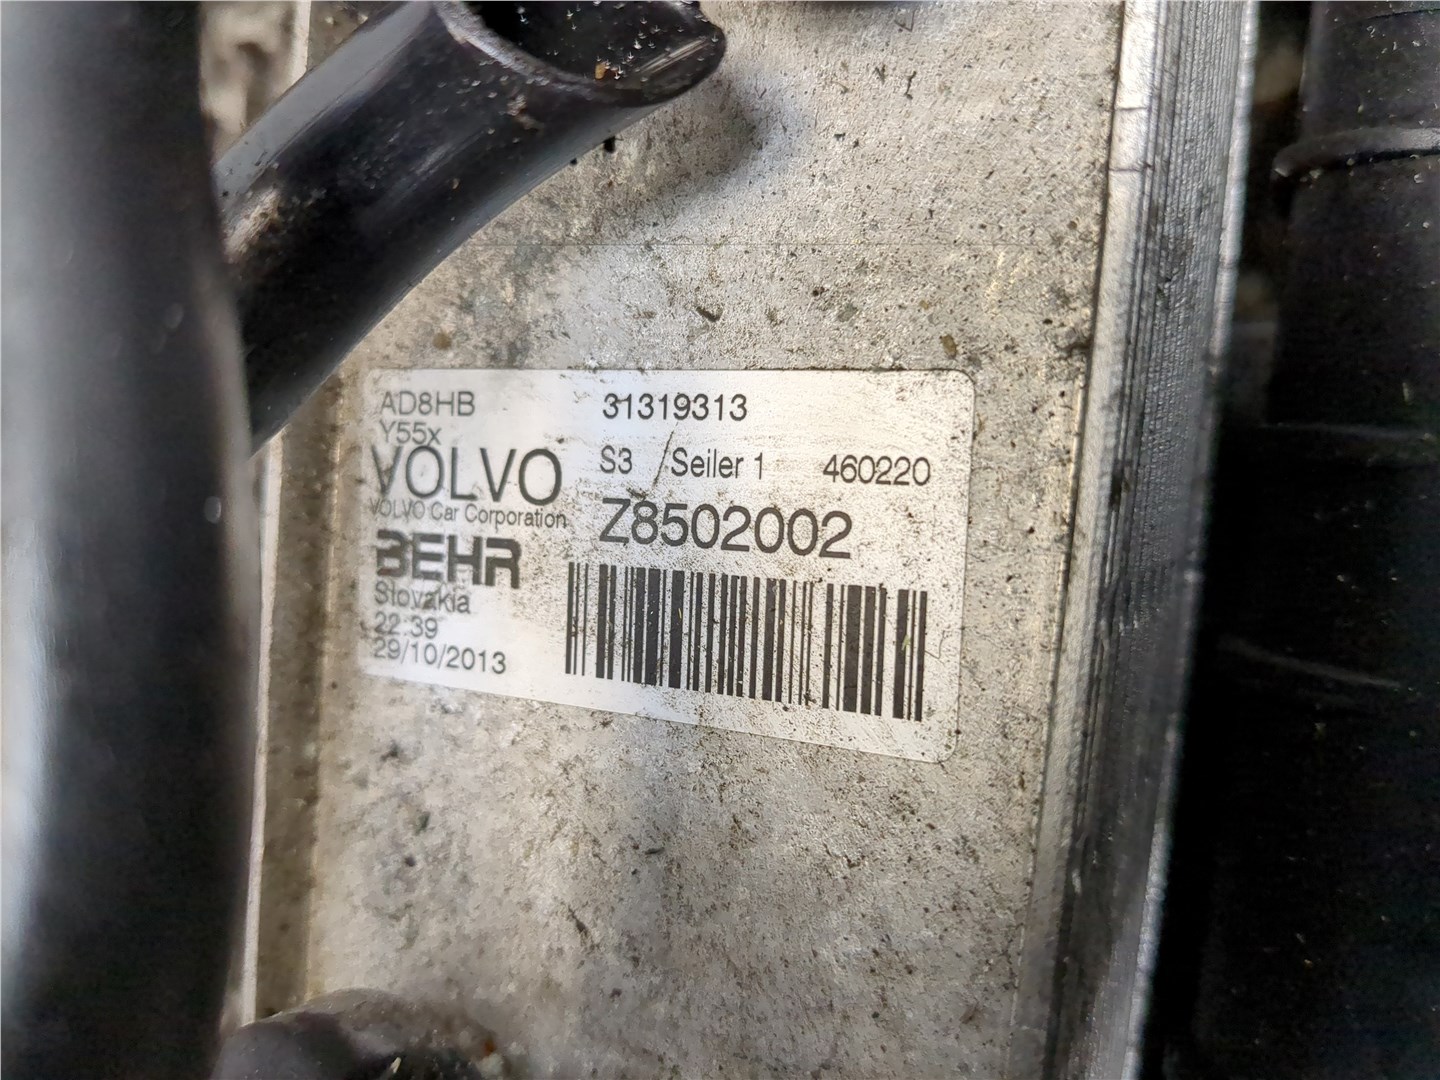 AD8HB
Y55x
VOLVO
VOLVO Car Corporation
BEHR
Slovakia
22:39
29/10/2013
31319313
S3 Seiler 1 460220
Z8502002